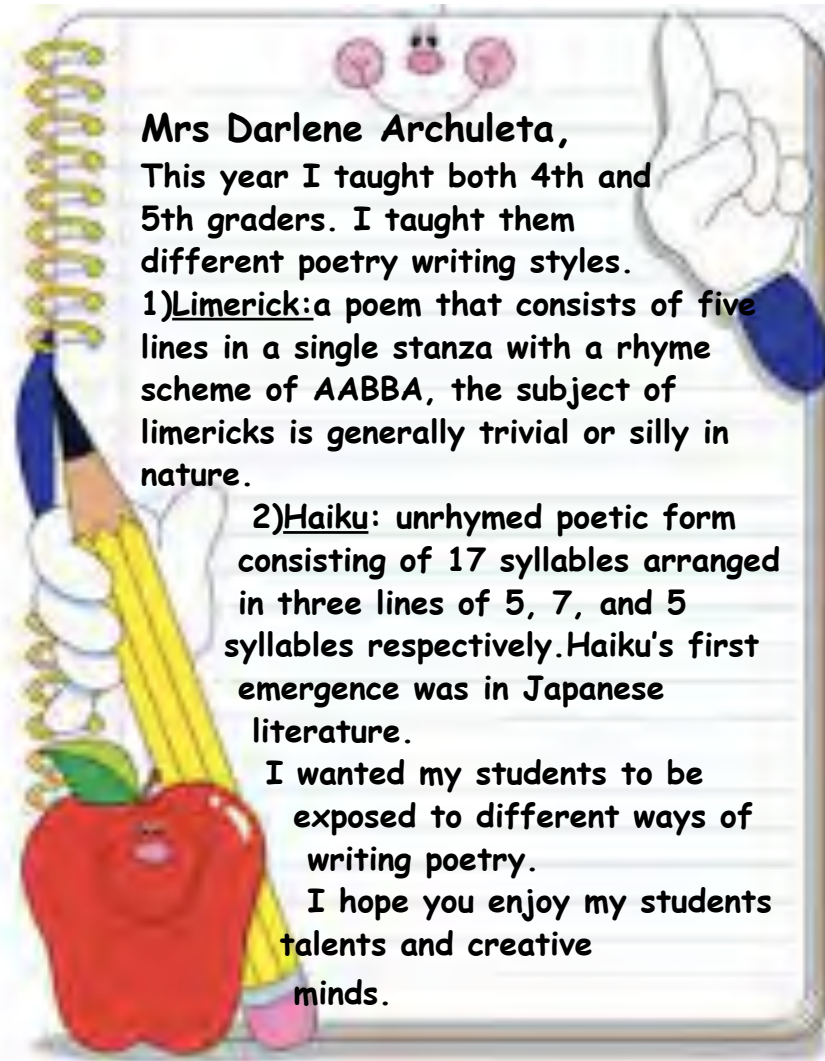 Mrs Darlene Archuleta,
This year I taught both 4th and
5th graders. I taught them
different poetry writing styles.
1)Limerick:a poem that consists of five
lines in a single stanza with a rhyme
scheme of AABBA, the subject of
limericks is generally trivial or silly in
nature.
2)Haiku: unrhymed poetic form
consisting of 17 syllables arranged
in three lines of 5, 7, and 5
syllables respectively.Haiku's first
emergence was in Japanese
literature.
I wanted my students to be
exposed to different ways of
writing poetry.
I hope you enjoy my students
talents and creative
minds.